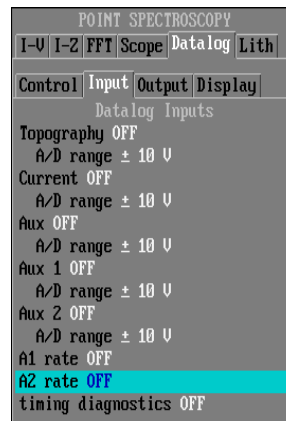 POINT SPECTROSCOPY
I-V I-Z FFT Scope Datalog Lith
Control Input Output Display
Datalog Inputs
Topography OFF
A/D range ± 10 V
Current OFF
A/D range ± 10 V
Aux OFF
A/D range ± 10 V
Aux 1 OFF
A/D range ± 10 V
Aux 2 OFF
A/D range ± 10 V
A1 rate OFF
A2 rate OFF
timing diagnostics OFF